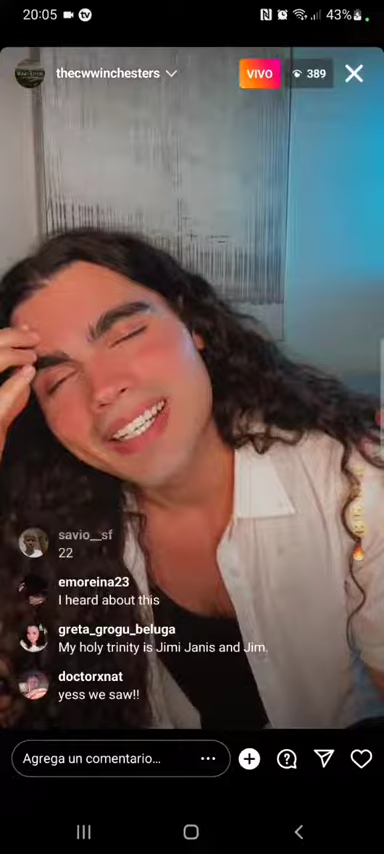 20:05 43%
thecwwinchesters VIVO 389
savio__sf
22
emoreina23
I heard about this
greta_grogu_beluga
My holy trinity is Jimi Janis and Jim.
doctorxnat
yess we saw!!
Agrega un comentario...